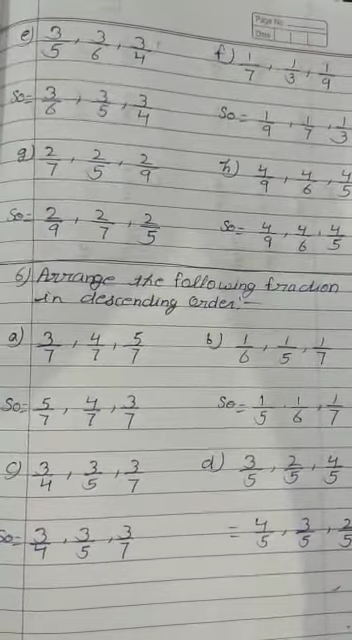 Page No
Date
e) 3/5, 3/6, 3/4
f) 1/7, 1/3, 1/9
So= 3/6, 3/5, 3/4
So= 1/9, 1/7, 1/3
g) 2/7, 2/5, 2/9
h) 4/9, 4/6, 4/5
So= 2/9, 2/7, 2/5
So= 4/9, 4/6, 4/5
6) Arrange the following fraction
in descending order:-
a) 3/7, 4/7, 5/7
b) 1/6, 1/5, 1/7
So= 5/7, 4/7, 3/7
So= 1/5, 1/6, 1/7
c) 3/4, 3/5, 3/7
d) 3/5, 2/5, 4/5
So= 3/4, 3/5, 3/7
= 4/5, 3/5, 2/5